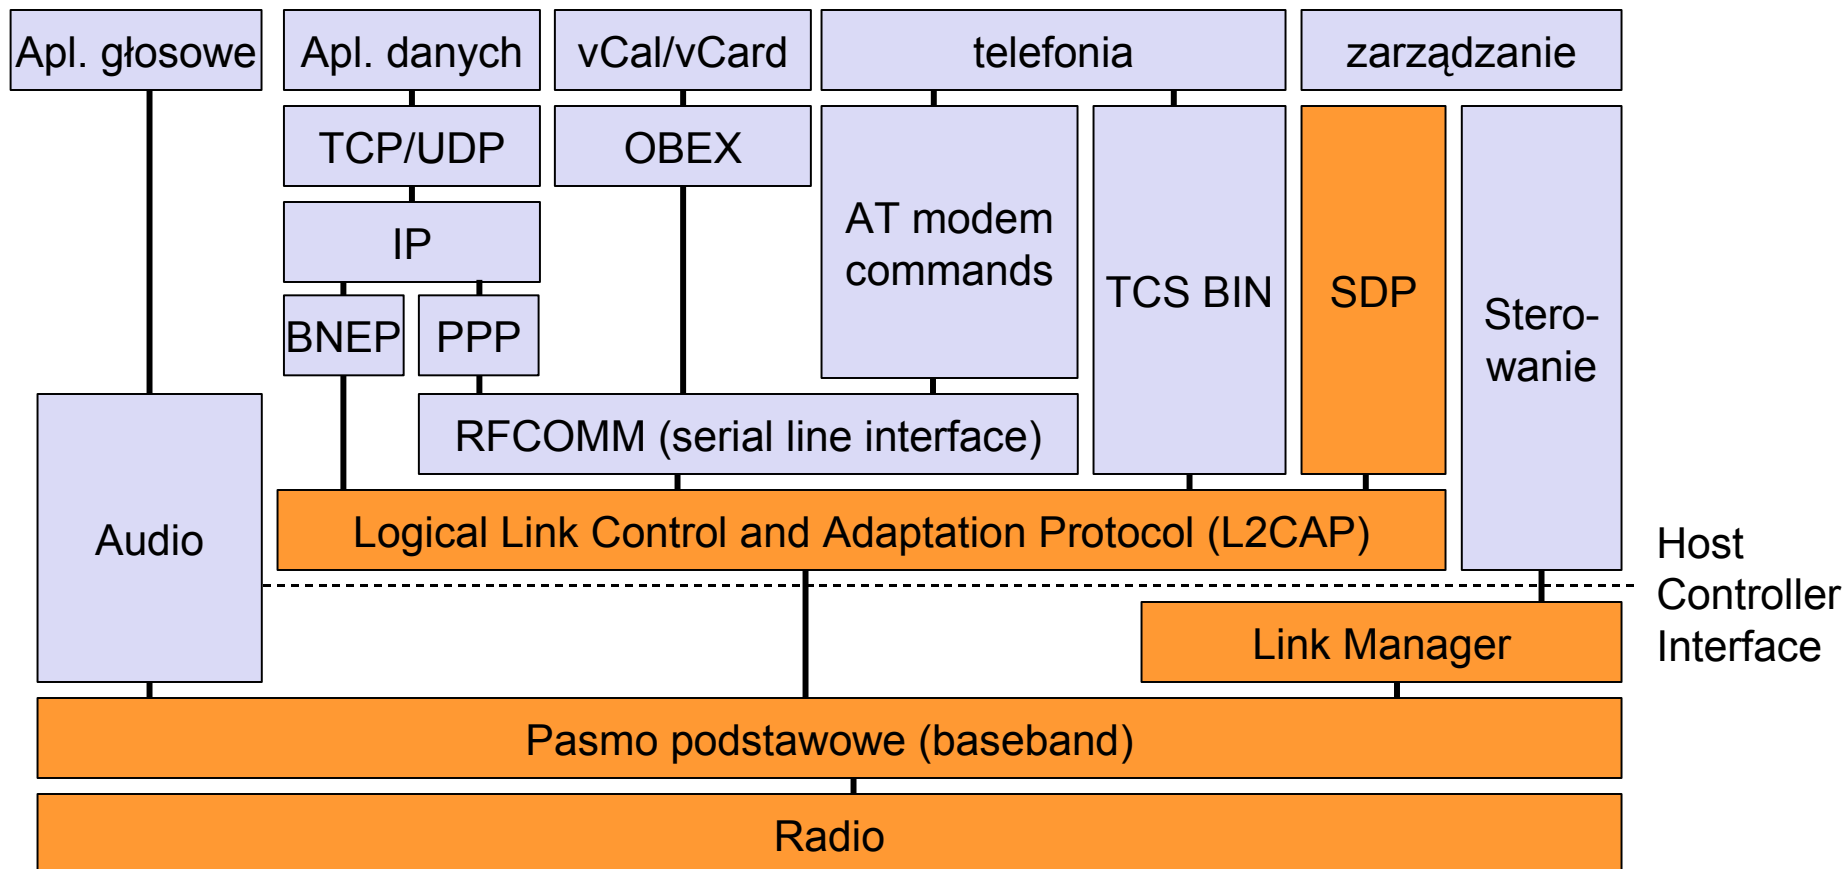 Apl. głosowe
Apl. danych
vCal/vCard
telefonia
zarządzanie
TCP/UDP
OBEX
AT modem
commands
TCS BIN
SDP
Stero-
wanie
IP
BNEP
PPP
RFCOMM (serial line interface)
Audio
Logical Link Control and Adaptation Protocol (L2CAP)
Host
Controller
Interface
Link Manager
Pasmo podstawowe (baseband)
Radio